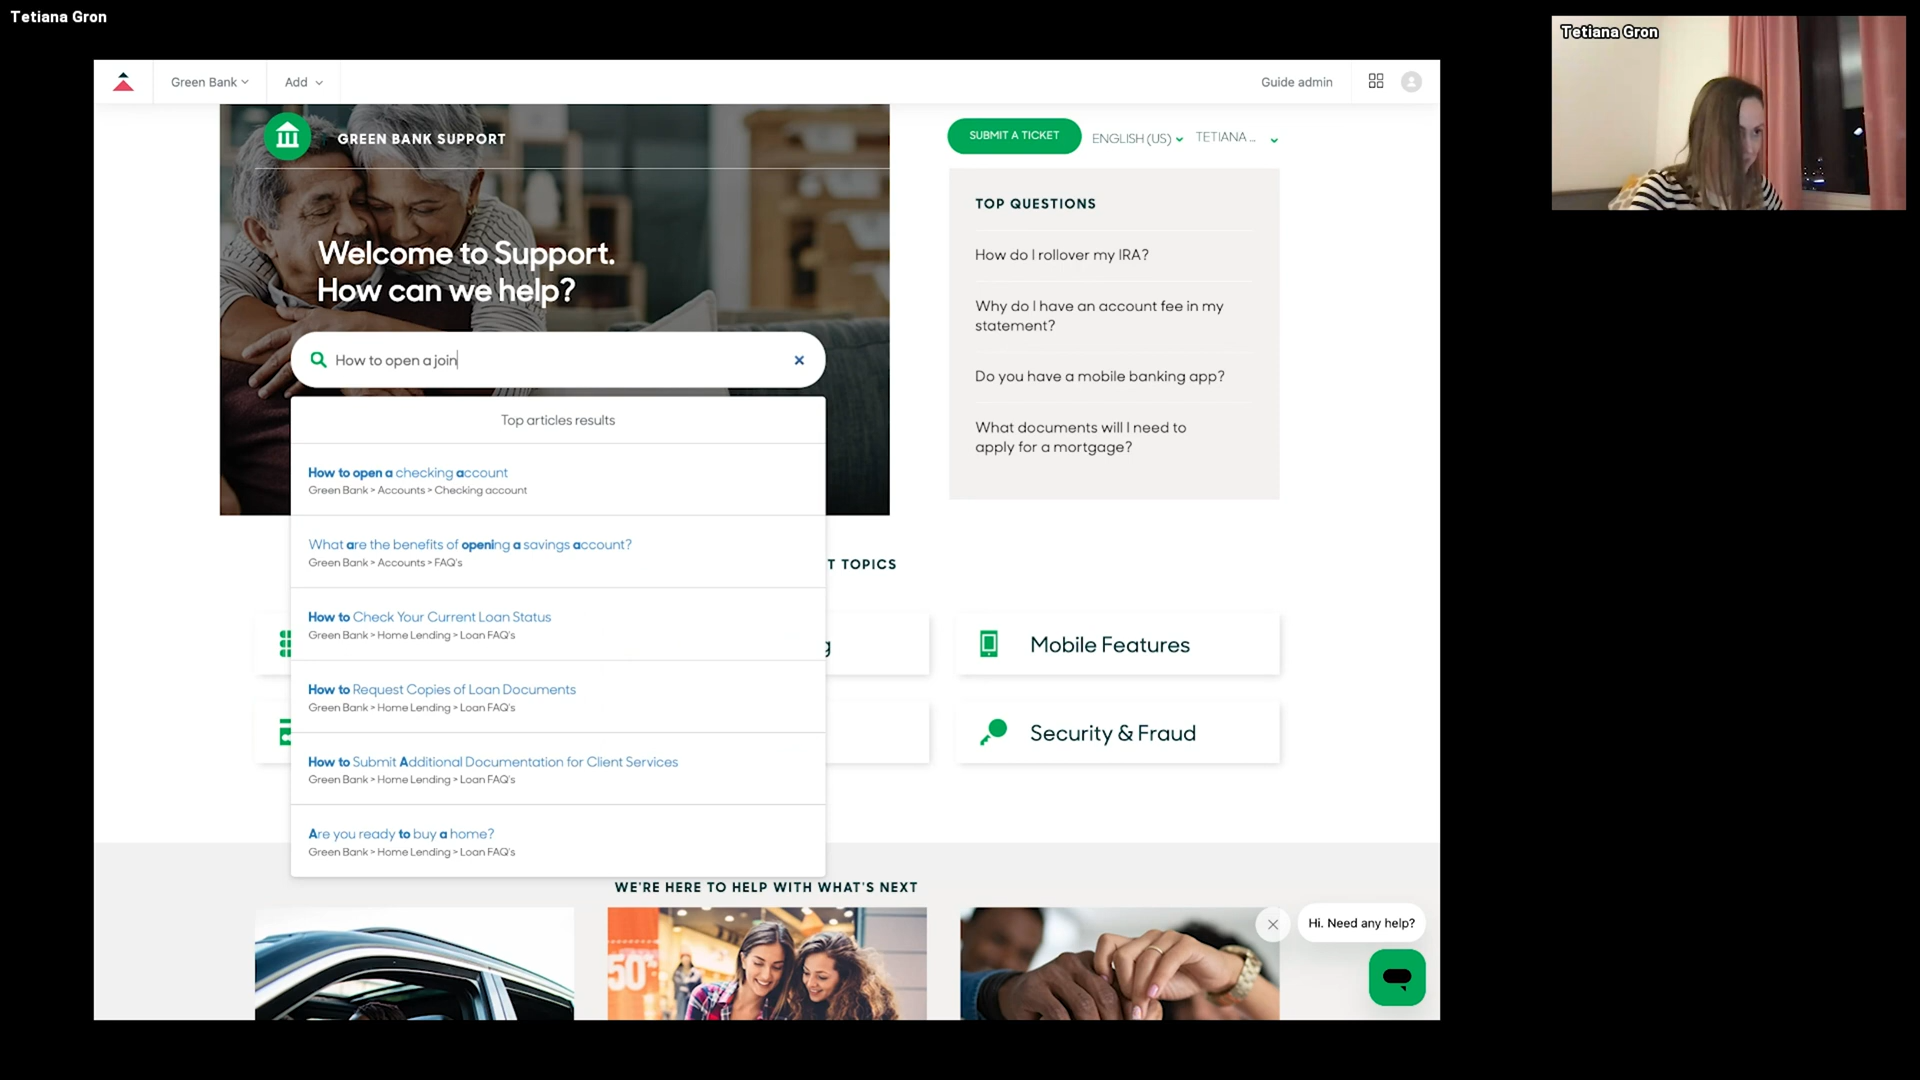 Tetiana Gron
Tetiana Gron
Green Bank
Add
Guide admin
GREEN BANK SUPPORT
SUBMIT A TICKET
ENGLISH (US)
TETIANA ...
Welcome to Support.
How can we help?
How to open a join
Top articles results
How to open a checking account
Green Bank > Accounts > Checking account
What are the benefits of opening a savings account?
Green Bank > Accounts > FAQ's
How to Check Your Current Loan Status
Green Bank > Home Lending > Loan FAQ's
How to Request Copies of Loan Documents
Green Bank > Home Lending > Loan FAQ's
How to Submit Additional Documentation for Client Services
Green Bank > Home Lending > Loan FAQ's
Are you ready to buy a home?
Green Bank > Home Lending > Loan FAQ's
TOP QUESTIONS
How do I rollover my IRA?
Why do I have an account fee in my
statement?
Do you have a mobile banking app?
What documents will I need to
apply for a mortgage?
T TOPICS
g
Mobile Features
Security & Fraud
WE'RE HERE TO HELP WITH WHAT'S NEXT
50%
Hi. Need any help?